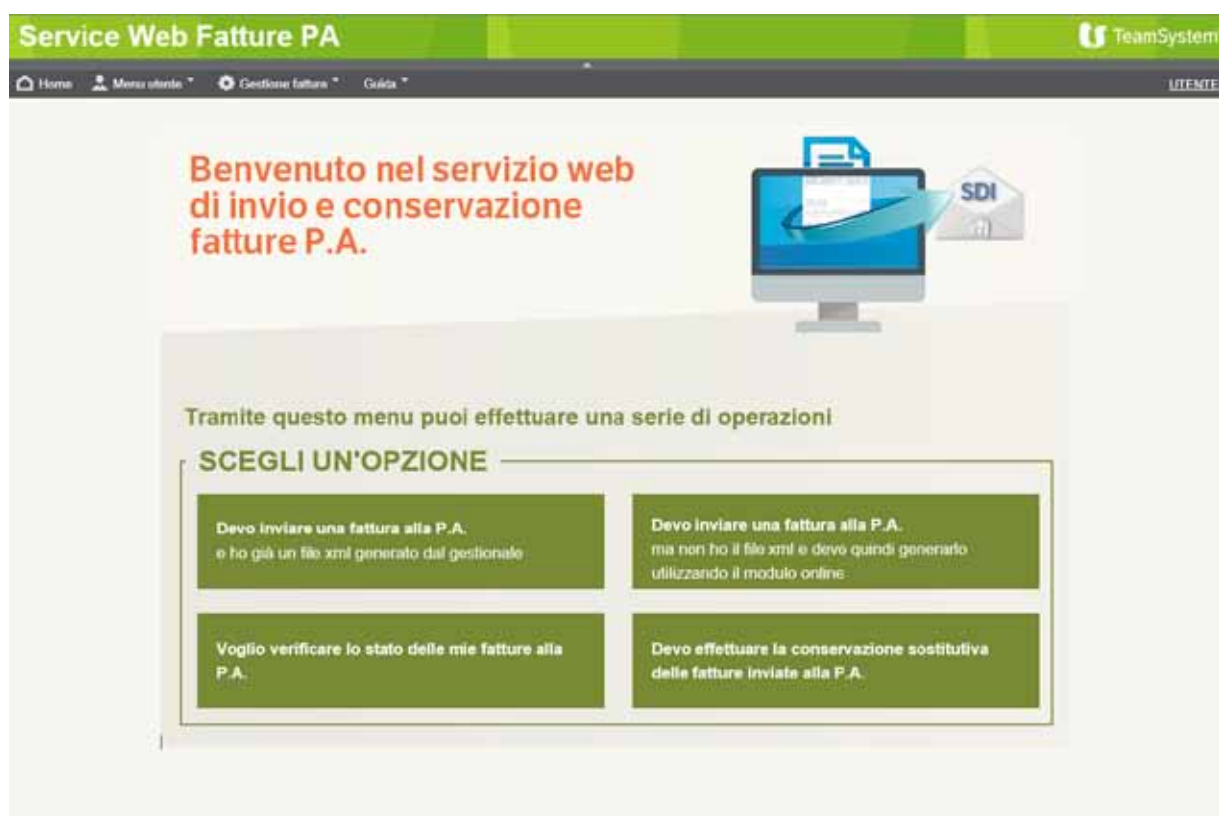 Service Web Fatture PA
TeamSystem
Home Menu utente Gestione fatture Guida UTENTE
Benvenuto nel servizio web
di invio e conservazione
fatture P.A.
SDI
@
Tramite questo menu puoi effettuare una serie di operazioni
SCEGLI UN'OPZIONE
Devo inviare una fattura alla P.A.
e ho già un file xml generato dal gestionale
Devo inviare una fattura alla P.A.
ma non ho il file xml e devo quindi generarlo
utilizzando il modulo online
Voglio verificare lo stato delle mie fatture alla
P.A.
Devo effettuare la conservazione sostitutiva
delle fatture inviate alla P.A.